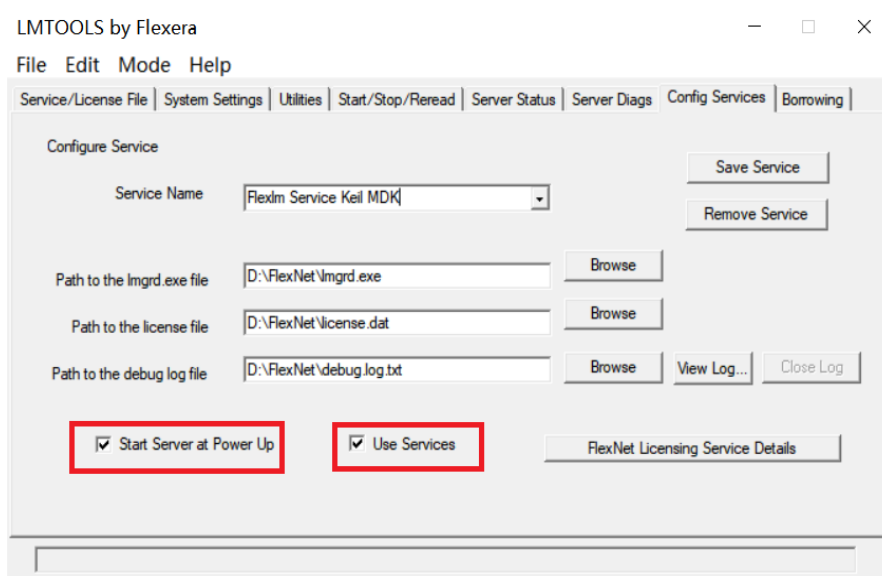 LMTOOLS by Flexera
File Edit Mode Help
Service/License File System Settings Utilities Start/Stop/Reread Server Status Server Diags Config Services Borrowing
Configure Service
Save Service
Service Name
Flexlm Service Keil MDK
Remove Service
Path to the lmgrd.exe file
D:\FlexNet\lmgrd.exe
Browse
Path to the license file
D:\FlexNet\license.dat
Browse
Path to the debug log file
D:\FlexNet\debug.log.txt
Browse
View Log...
Close Log
Start Server at Power Up
Use Services
FlexNet Licensing Service Details